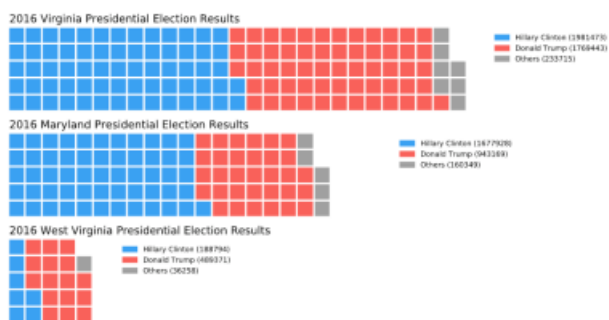 2016 Virginia Presidential Election Results
Hillary Clinton (1981473)
Donald Trump (1769443)
Others (233715)
2016 Maryland Presidential Election Results
Hillary Clinton (1677928)
Donald Trump (943169)
Others (160349)
2016 West Virginia Presidential Election Results
Hillary Clinton (188794)
Donald Trump (489371)
Others (36258)